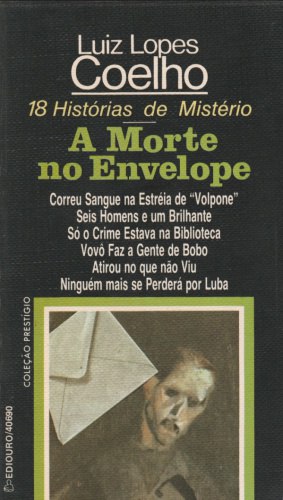 Luiz Lopes
Coelho
18 Histórias de Mistério
A Morte
no Envelope
Correu Sangue na Estréia de “Volpone”
Seis Homens e um Brilhante
Só o Crime Estava na Biblioteca
Vovô Faz a Gente de Bobo
Atirou no que não Viu
Ninguém mais se Perderá por Luba
COLEÇÃO PRESTÍGIO
EDIOURO/40690